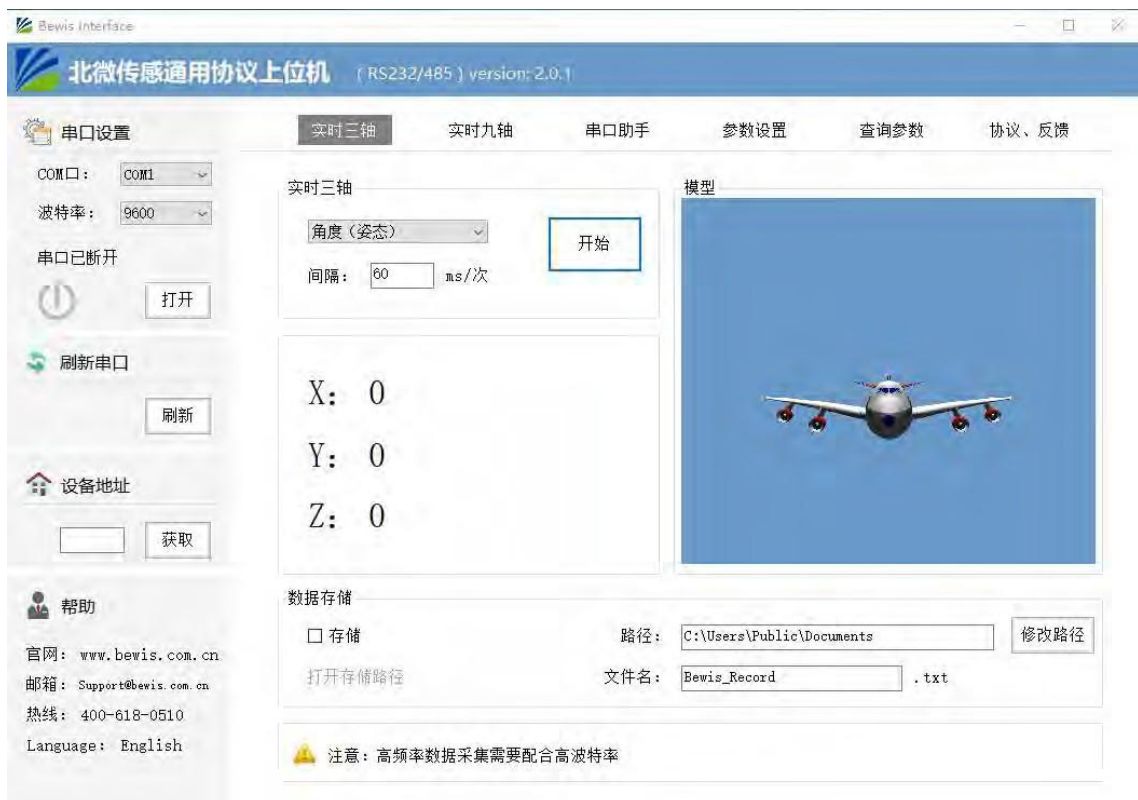 Bewis Interface
北微传感通用协议上位机 （RS232/485）version: 2.0.1
串口设置
COM口： COM1
波特率： 9600
串口已断开
打开
刷新串口
刷新
设备地址
获取
帮助
官网： www.bewis.com.cn
邮箱： Support@bewis.com.cn
热线： 400-618-0510
Language： English
实时三轴 实时九轴 串口助手 参数设置 查询参数 协议、反馈
实时三轴
角度（姿态）
间隔： 60 ms/次
开始
X： 0
Y： 0
Z： 0
模型
数据存储
存储
路径： C:\Users\Public\Documents 修改路径
打开存储路径
文件名： Bewis_Record .txt
注意：高频率数据采集需要配合高波特率